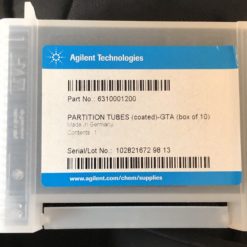 Agilent Technologies
Part No.: 6310001200
PARTITION TUBES (coated)-GTA (box of 10)
Made in Germany
Contents: 1
Serial/Lot No.: 102821672 98 13
www.agilent.com/chem/supplies